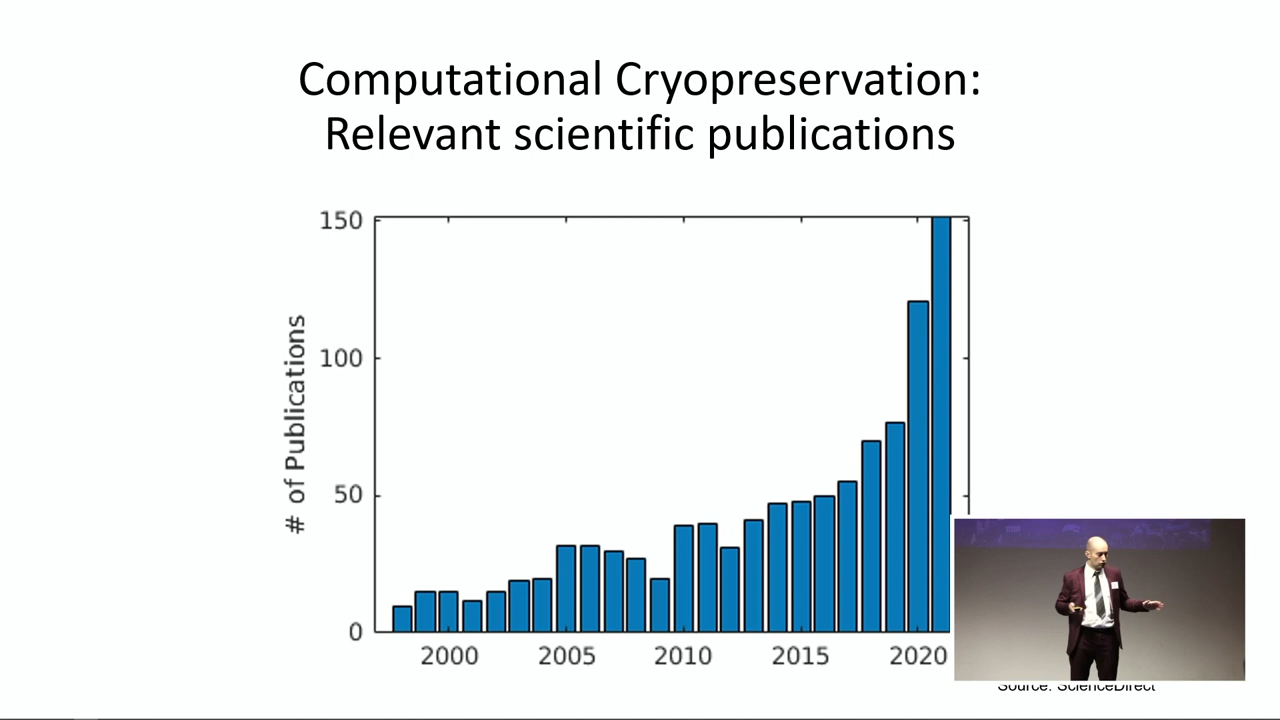 Computational Cryopreservation:
Relevant scientific publications
150
100
50
0
# of Publications
2000 2005 2010 2015 2020
Source: ScienceDirect